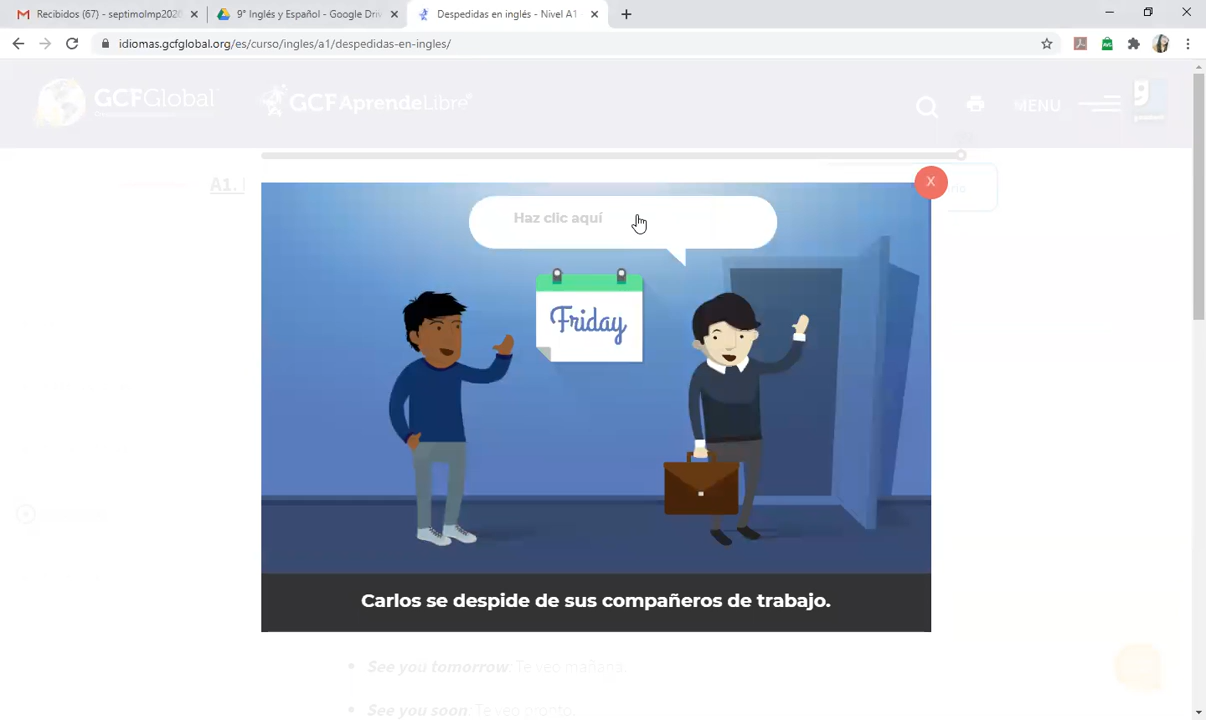 Recibidos (67) - septimolmp2020
9° Inglés y Español - Google Driv
Despedidas en inglés - Nivel A1
idiomas.gcfglobal.org/es/curso/ingles/a1/despedidas-en-ingles/
GCFGlobal
GCFAprendeLibre
MENU
A1.
X
Haz clic aquí
Friday
Carlos se despide de sus compañeros de trabajo.
See you tomorrow: Te veo mañana.
See you soon: Te veo pronto.